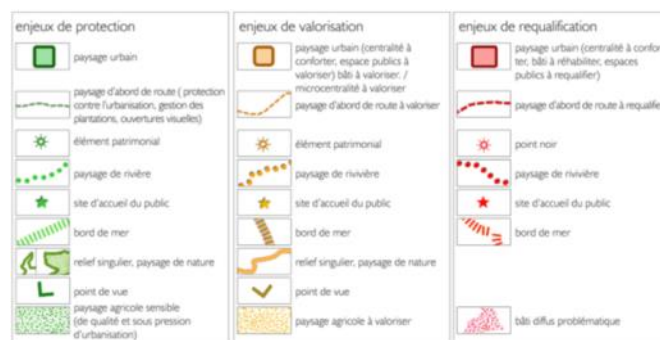 enjeux de protection
paysage urbain
paysage d'abord de route ( protection
contre l'urbanisation, gestion des
plantations, ouvertures visuelles)
élément patrimonial
paysage de rivière
site d'accueil du public
bord de mer
relief singulier, paysage de nature
point de vue
paysage agricole sensible
(de qualité et sous pression
d'urbanisation)
enjeux de valorisation
paysage urbain (centralité à
conforter, espace publics à
valoriser) bâti à valoriser. /
microcentralité à valoriser
paysage d'abord de route à valoriser
élément patrimonial
paysage de rivivière
site d'accueil du public
bord de mer
relief singulier, paysage de nature
point de vue
paysage agricole à valoriser
enjeux de requalification
paysage urbain (centralité à confor-
ter, bâti à réhabiliter, espaces
publics à requalifier)
paysage d'abord de route à requalifie
point noir
paysage de rivivière
site d'accueil du public
bord de mer
bâti diffus problématique